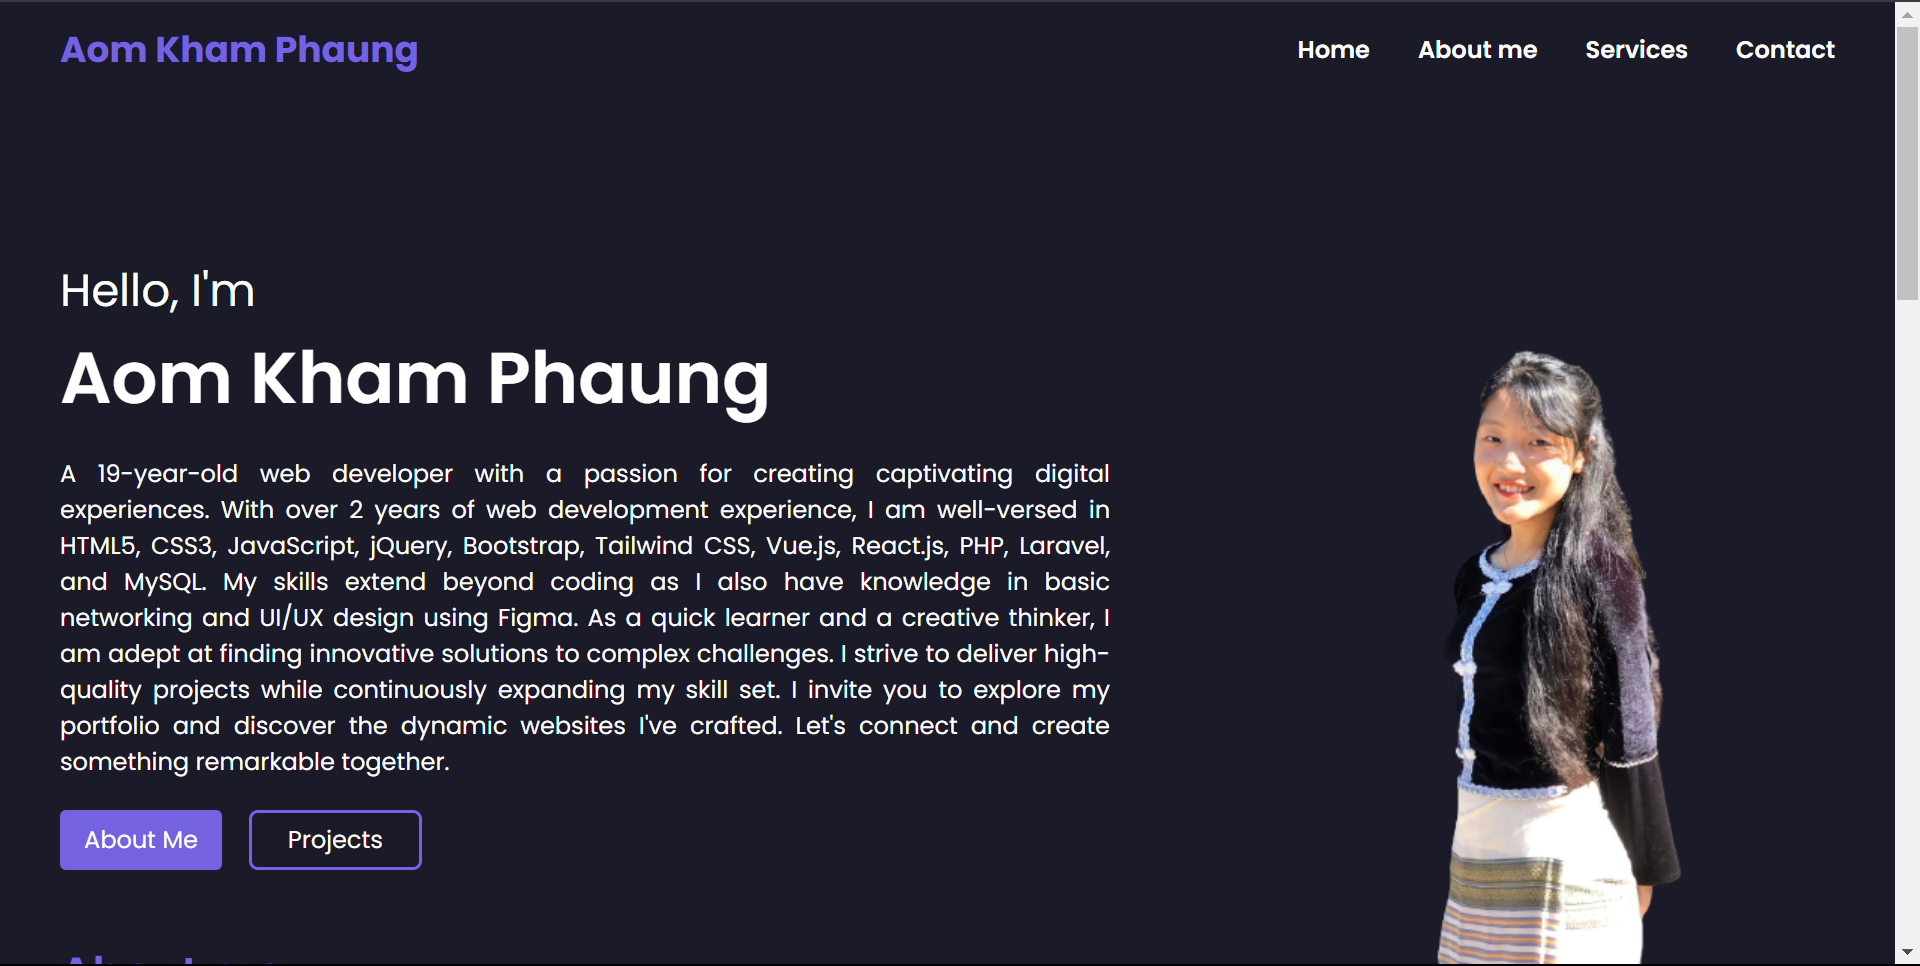 Aom Kham Phaung
Home About me Services Contact
Hello, I'm
Aom Kham Phaung
A 19-year-old web developer with a passion for creating captivating digital
experiences. With over 2 years of web development experience, I am well-versed in
HTML5, CSS3, JavaScript, jQuery, Bootstrap, Tailwind CSS, Vue.js, React.js, PHP, Laravel,
and MySQL. My skills extend beyond coding as I also have knowledge in basic
networking and UI/UX design using Figma. As a quick learner and a creative thinker, I
am adept at finding innovative solutions to complex challenges. I strive to deliver high-
quality projects while continuously expanding my skill set. I invite you to explore my
portfolio and discover the dynamic websites I've crafted. Let's connect and create
something remarkable together.
About Me Projects